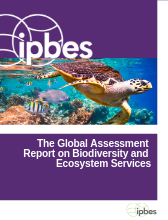 ipbes
The Global Assessment
Report on Biodiversity and
Ecosystem Services
ipbes